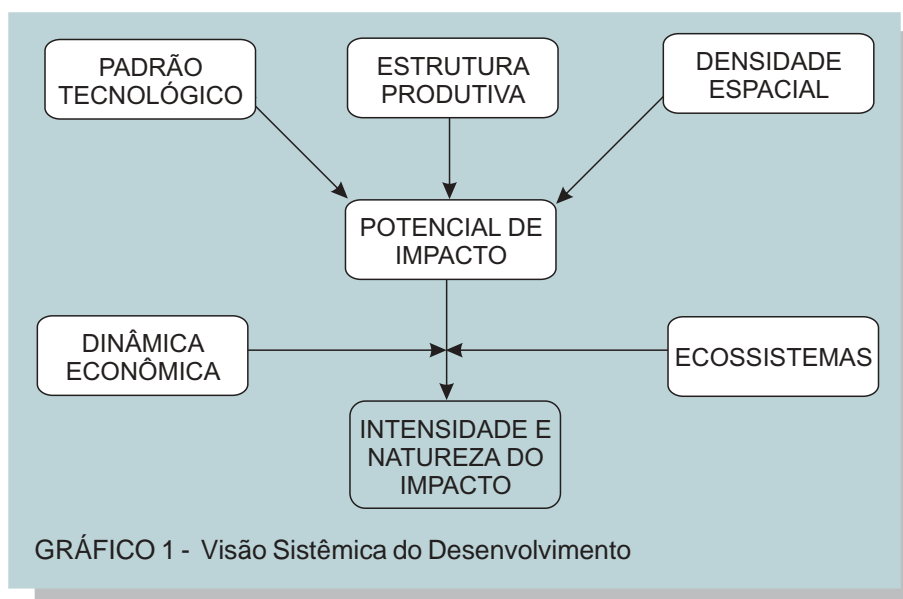 PADRÃO
TECNOLÓGICO
ESTRUTURA
PRODUTIVA
DENSIDADE
ESPACIAL
POTENCIAL DE
IMPACTO
DINÂMICA
ECONÔMICA
ECOSSISTEMAS
INTENSIDADE E
NATUREZA DO
IMPACTO
GRÁFICO 1 - Visão Sistêmica do Desenvolvimento